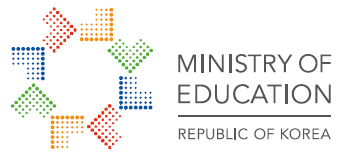 MINISTRY OF
EDUCATION
REPUBLIC OF KOREA